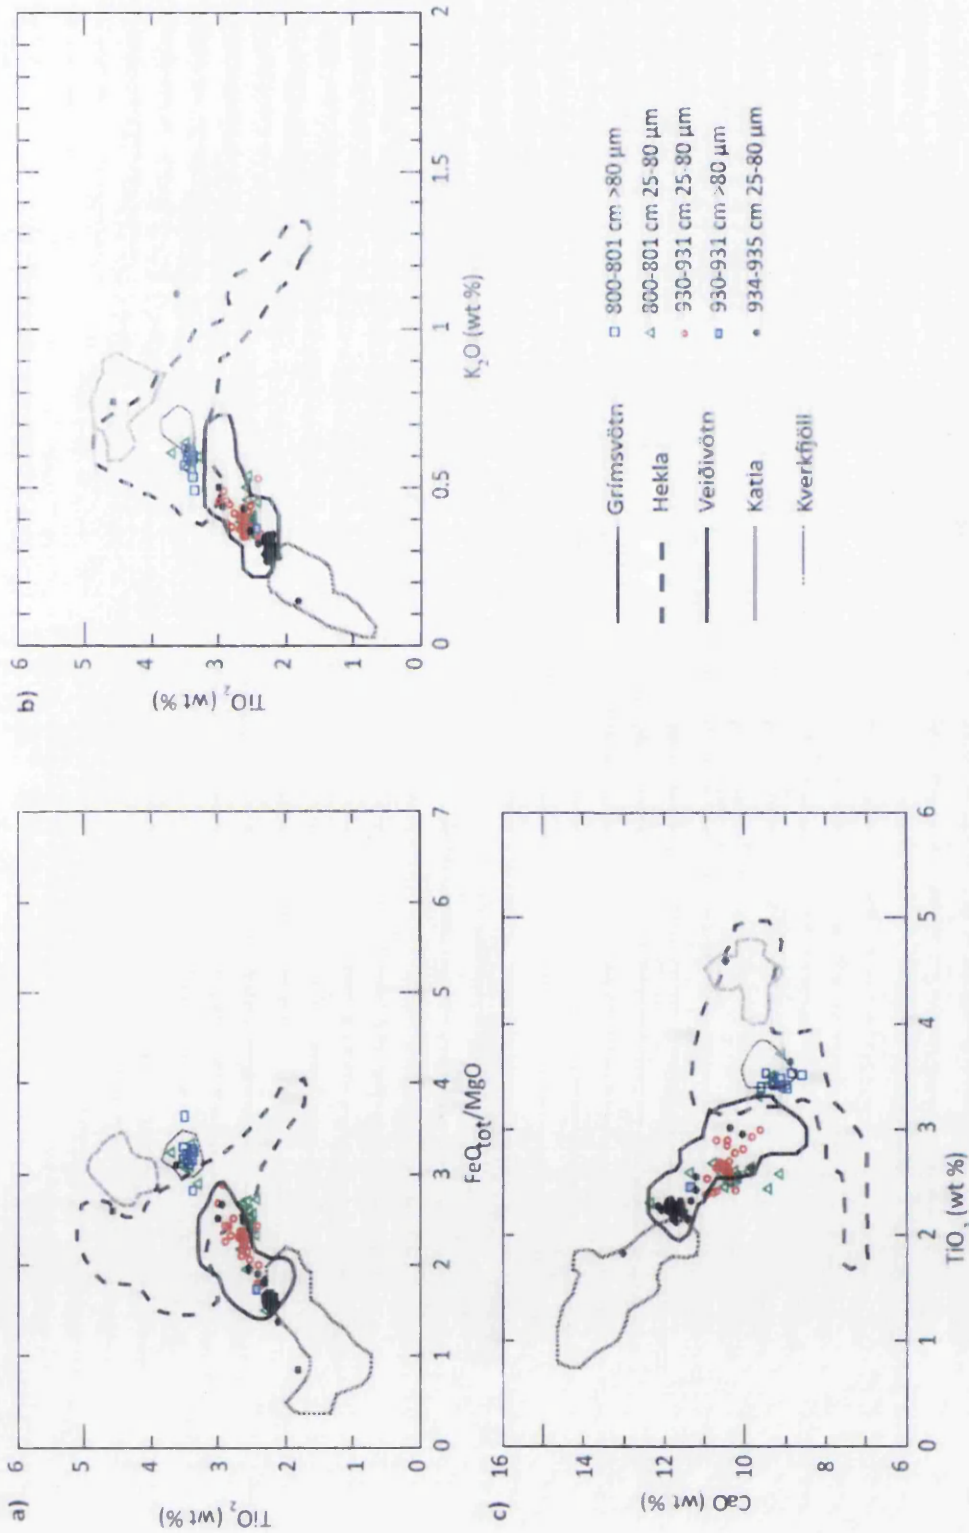 a)
6
5
4
3
2
1
0
TiO2 (wt %)
0
1
2
3
4
5
6
7
FeOtot/MgO
b)
6
5
4
3
2
1
0
TiO2 (wt %)
0
0.5
1
1.5
2
K2O (wt %)
c)
16
14
12
10
8
6
CaO (wt %)
0
1
2
3
4
5
6
TiO2 (wt %)
Grímsvötn
Hekla
Veiðivötn
Katla
Kverkfjöll
800-801 cm >80 µm
800-801 cm 25-80 µm
930-931 cm 25-80 µm
930-931 cm >80 µm
934-935 cm 25-80 µm